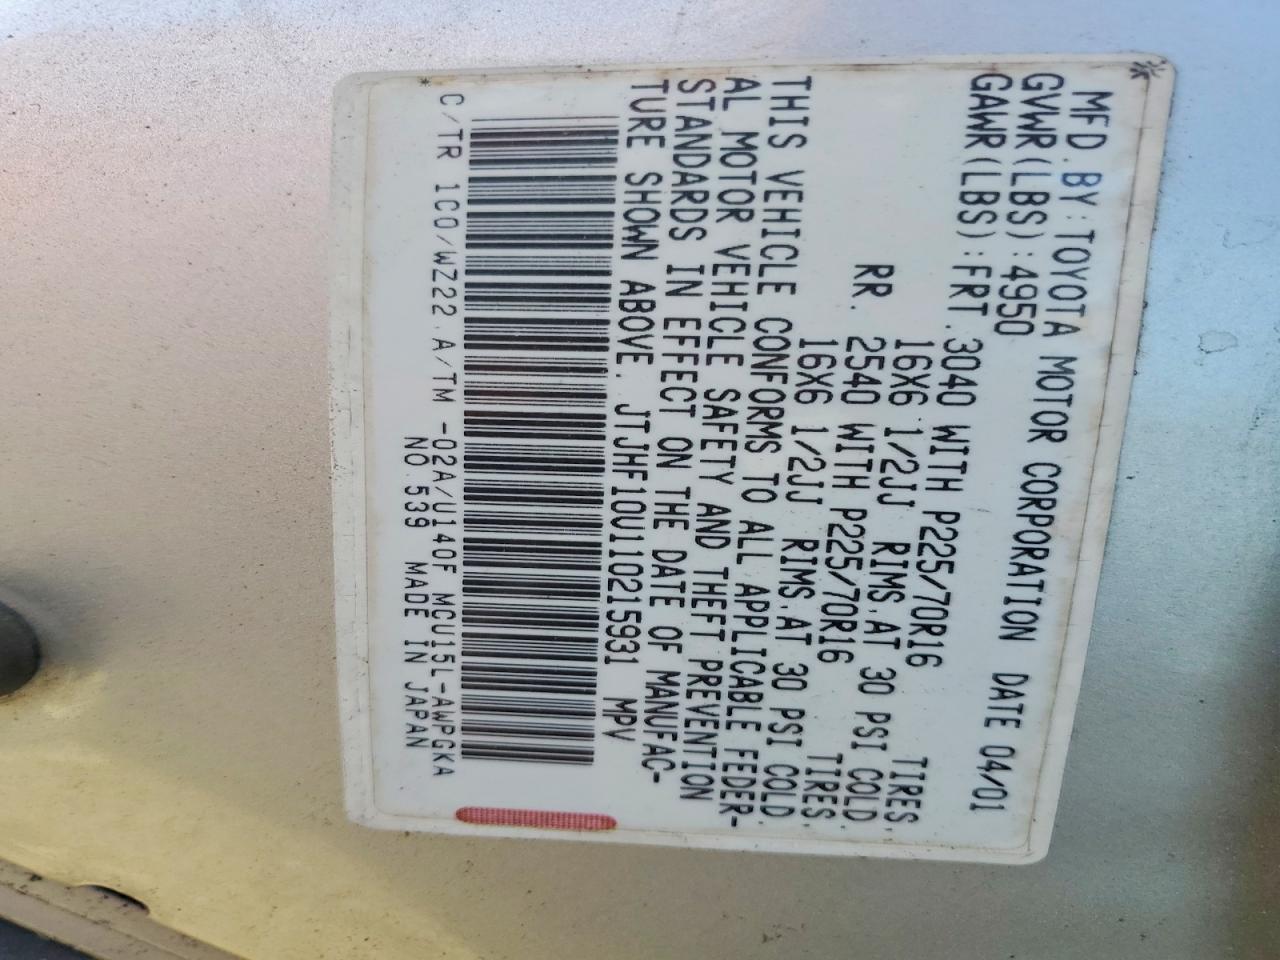 MFD.BY:TOYOTA MOTOR CORPORATION DATE 04/01
GVWR(LBS):4950
GAWR(LBS):FRT.3040 WITH P225/70R16 TIRES,
16X6 1/2JJ RIMS,AT 30 PSI COLD.
RR. 2540 WITH P225/70R16 TIRES,
16X6 1/2JJ RIMS,AT 30 PSI COLD.
THIS VEHICLE CONFORMS TO ALL APPLICABLE FEDER-
AL MOTOR VEHICLE SAFETY AND THEFT PREVENTION
STANDARDS IN EFFECT ON THE DATE OF MANUFAC-
TURE SHOWN ABOVE. JTJHF10U110215931 MPV
C/TR 1C0/WZ22 A/TM -02A/U140F MCU15L-AWPGKA
NO.539 MADE IN JAPAN